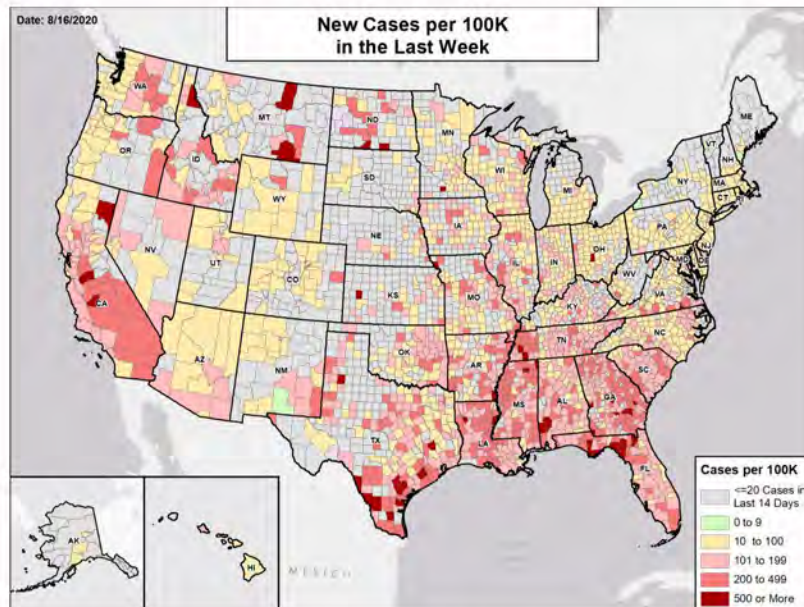 Date: 8/16/2020
New Cases per 100K
in the Last Week
WA
MT
ND
MN
ME
OR
ID
WI
VT
NH
SD
NY
MA
WY
MI
CT
IA
PA
NE
NJ
NV
OH
MD
DE
UT
IL
IN
CO
WV
CA
KS
MO
VA
KY
NC
TN
AZ
OK
NM
AR
SC
MS
AL
GA
TX
LA
FL
AK
HI
MEXICO
Cases per 100K
<=20 Cases in
Last 14 Days
0 to 9
10 to 100
101 to 199
200 to 499
500 or More